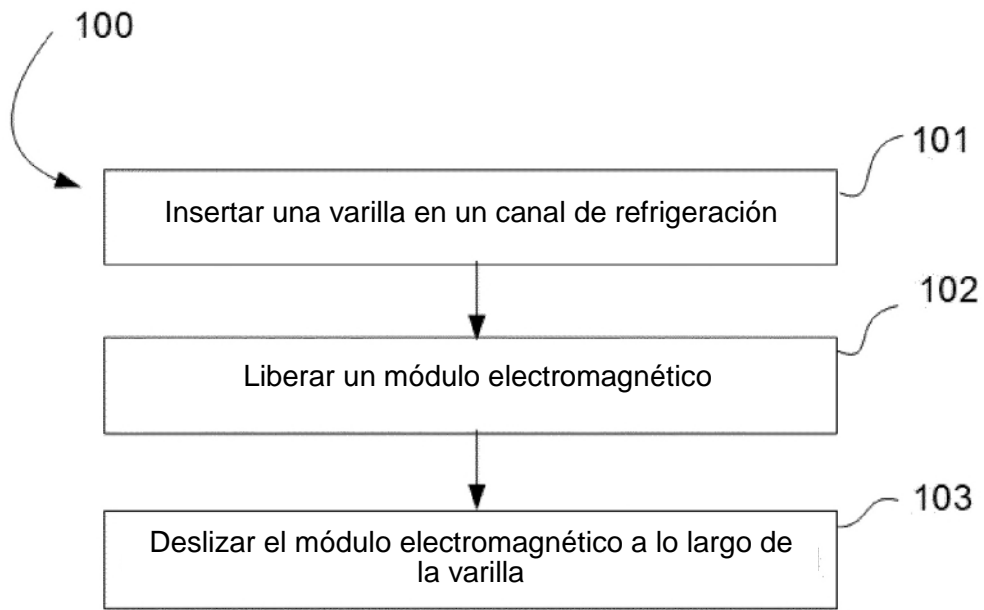 100
101
Insertar una varilla en un canal de refrigeración
102
Liberar un módulo electromagnético
103
Deslizar el módulo electromagnético a lo largo de
la varilla